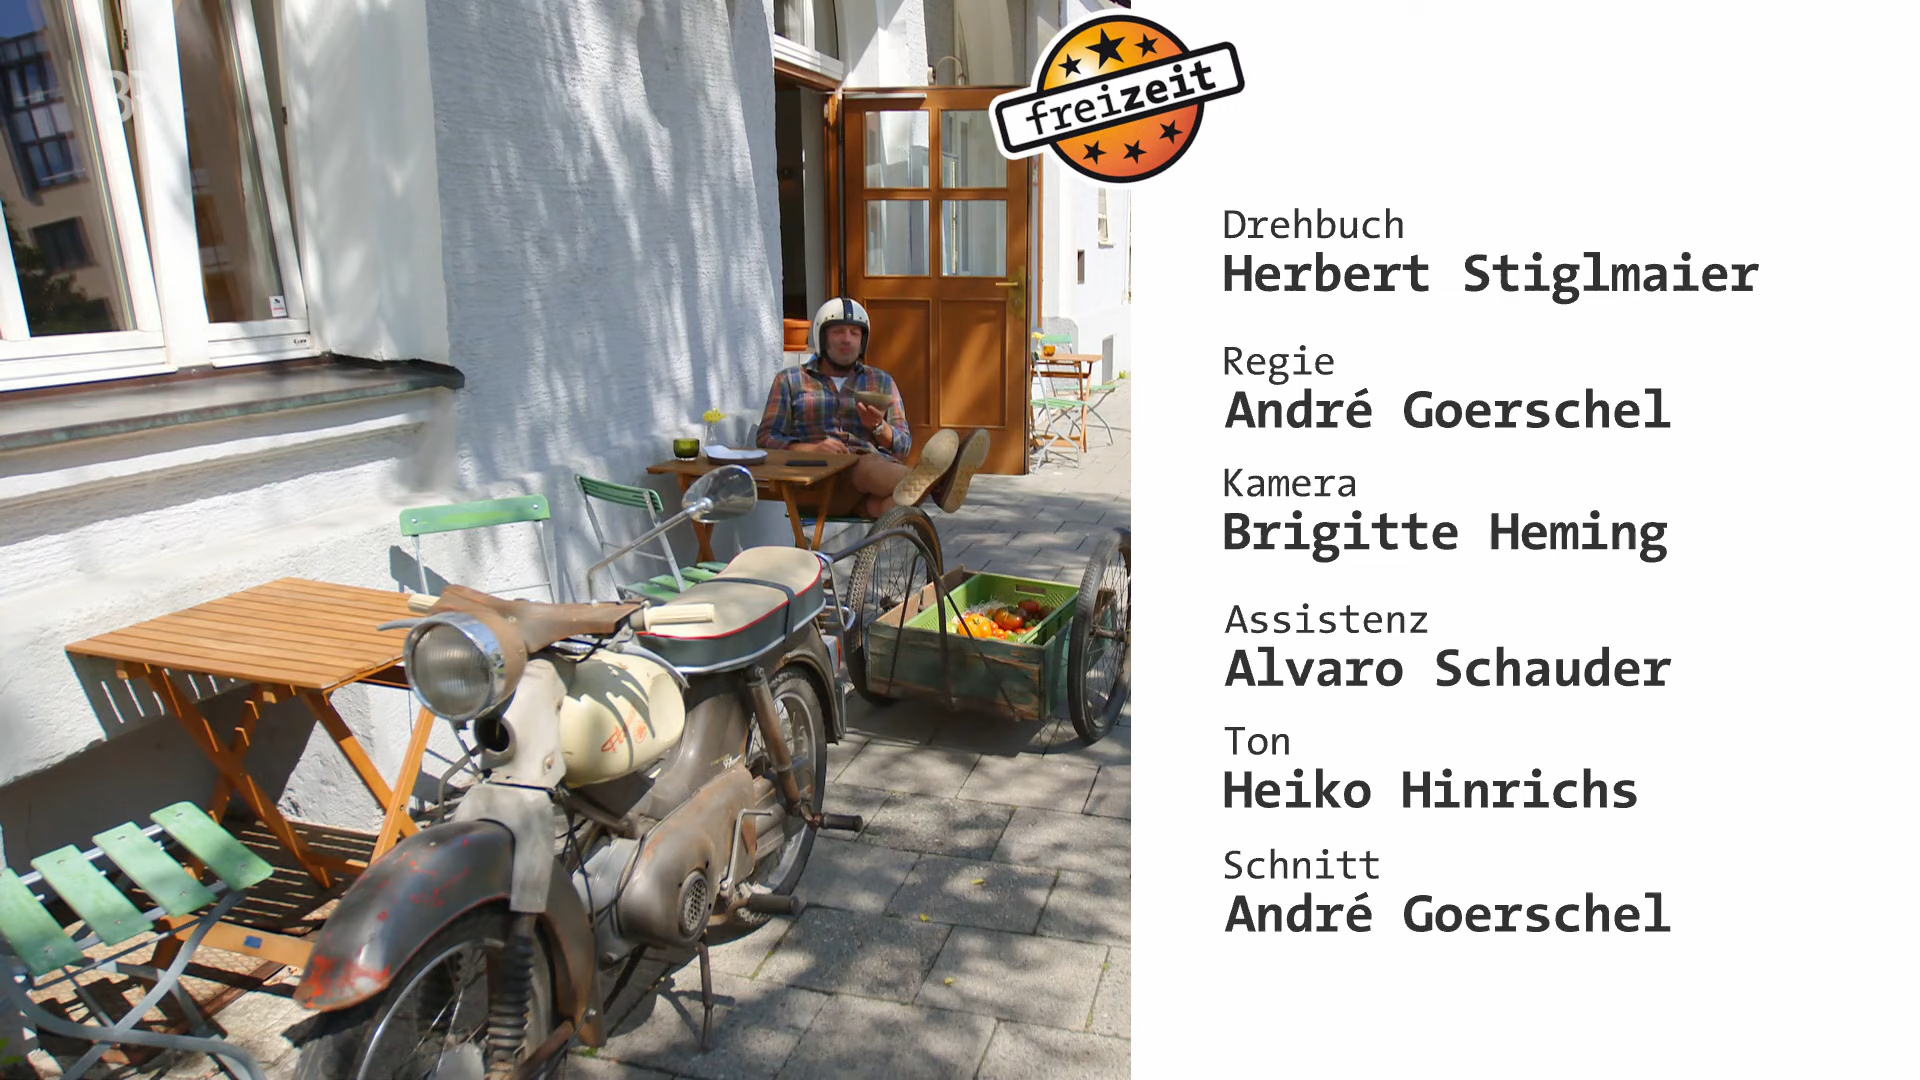 freizeit
Drehbuch
Herbert Stiglmaier
Regie
André Goerschel
Kamera
Brigitte Heming
Assistenz
Alvaro Schauder
Ton
Heiko Hinrichs
Schnitt
André Goerschel